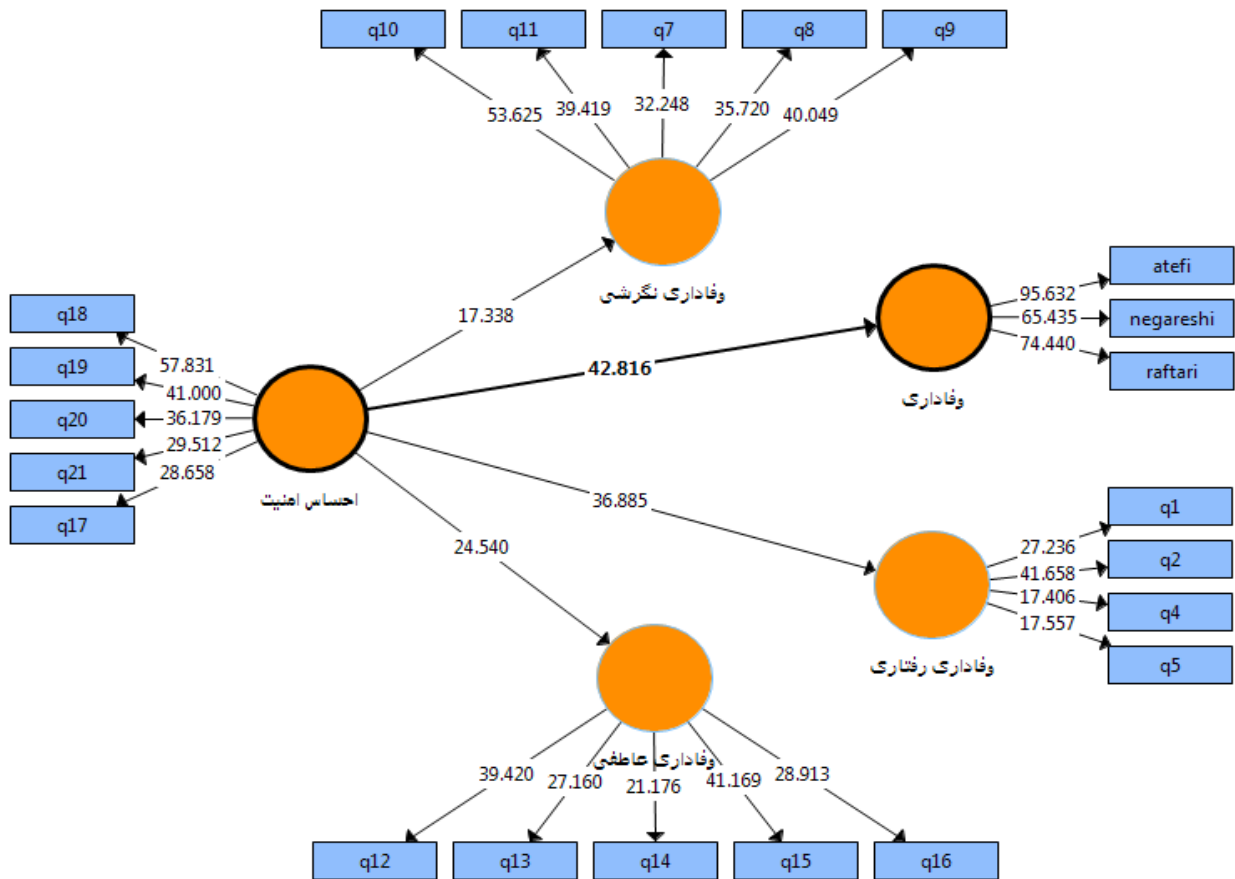 q10
q11
q7
q8
q9
53.625
39.419
32.248
35.720
40.049
وفاداری نگرشی
17.338
atefi
negareshi
raftari
95.632
65.435
74.440
وفاداری
42.816
q18
q19
q20
q21
q17
57.831
41.000
36.179
29.512
28.658
احساس امنیت
36.885
24.540
q1
q2
q4
q5
27.236
41.658
17.406
17.557
وفاداری رفتاری
وفاداری عاطفی
39.420
27.160
21.176
41.169
28.913
q12
q13
q14
q15
q16